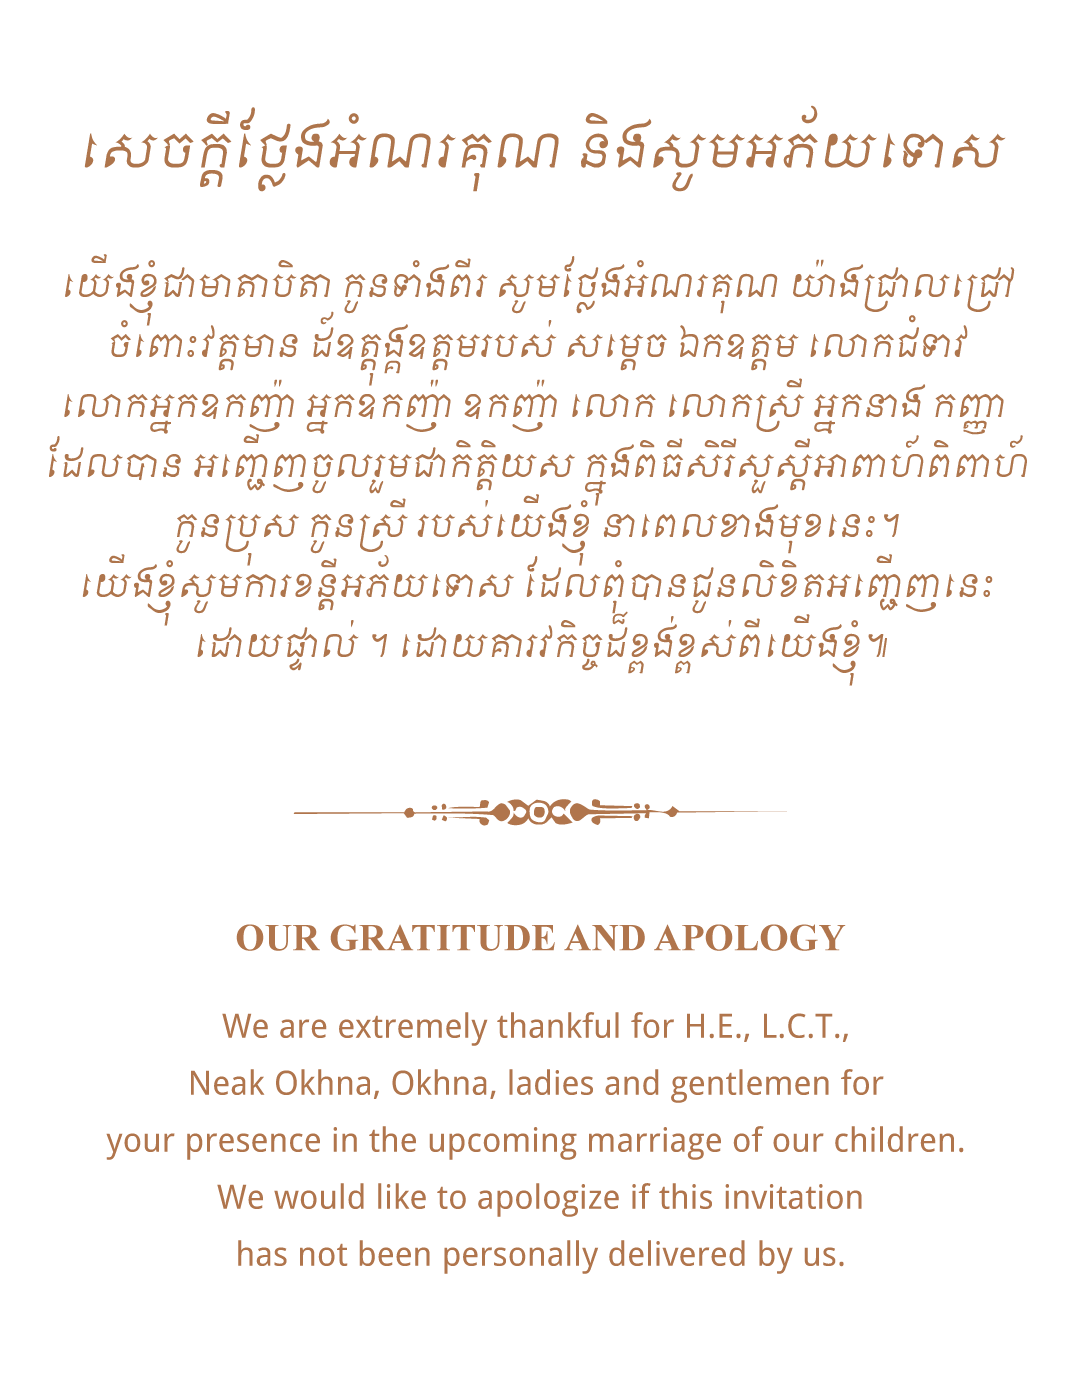 សេចក្តីថ្លែងអំណរគុណ និងសូមអភ័យទោស
យើងខ្ញុំជាមាតាបិតា កូនទាំងពីរ សូមថ្លែងអំណរគុណ យ៉ាងជ្រាលជ្រៅ
ចំពោះវត្តមាន ដ៍ឧត្តុង្គឧត្តមរបស់ សម្តេច ឯកឧត្តម លោកជំទាវ
លោកអ្នកឧកញ៉ា អ្នកឧកញ៉ា ឧកញ៉ា លោក លោកស្រី អ្នកនាង កញ្ញា
ដែលបាន អញ្ជើញចូលរួមជាកិត្តិយស ក្នុងពិធីសិរីសួស្តីអាពាហ៍ពិពាហ៍
កូនប្រុស កូនស្រី របស់យើងខ្ញុំ នាពេលខាងមុខនេះ។
យើងខ្ញុំសូមការខន្តីអភ័យទោស ដែលពុំបានជូនលិខិតអញ្ជើញនេះ
ដោយផ្ទាល់ ។ ដោយគារវកិច្ចដ៏ខ្ពង់ខ្ពស់ពីយើងខ្ញុំ៕
OUR GRATITUDE AND APOLOGY
We are extremely thankful for H.E., L.C.T.,
Neak Okhna, Okhna, ladies and gentlemen for
your presence in the upcoming marriage of our children.
We would like to apologize if this invitation
has not been personally delivered by us.